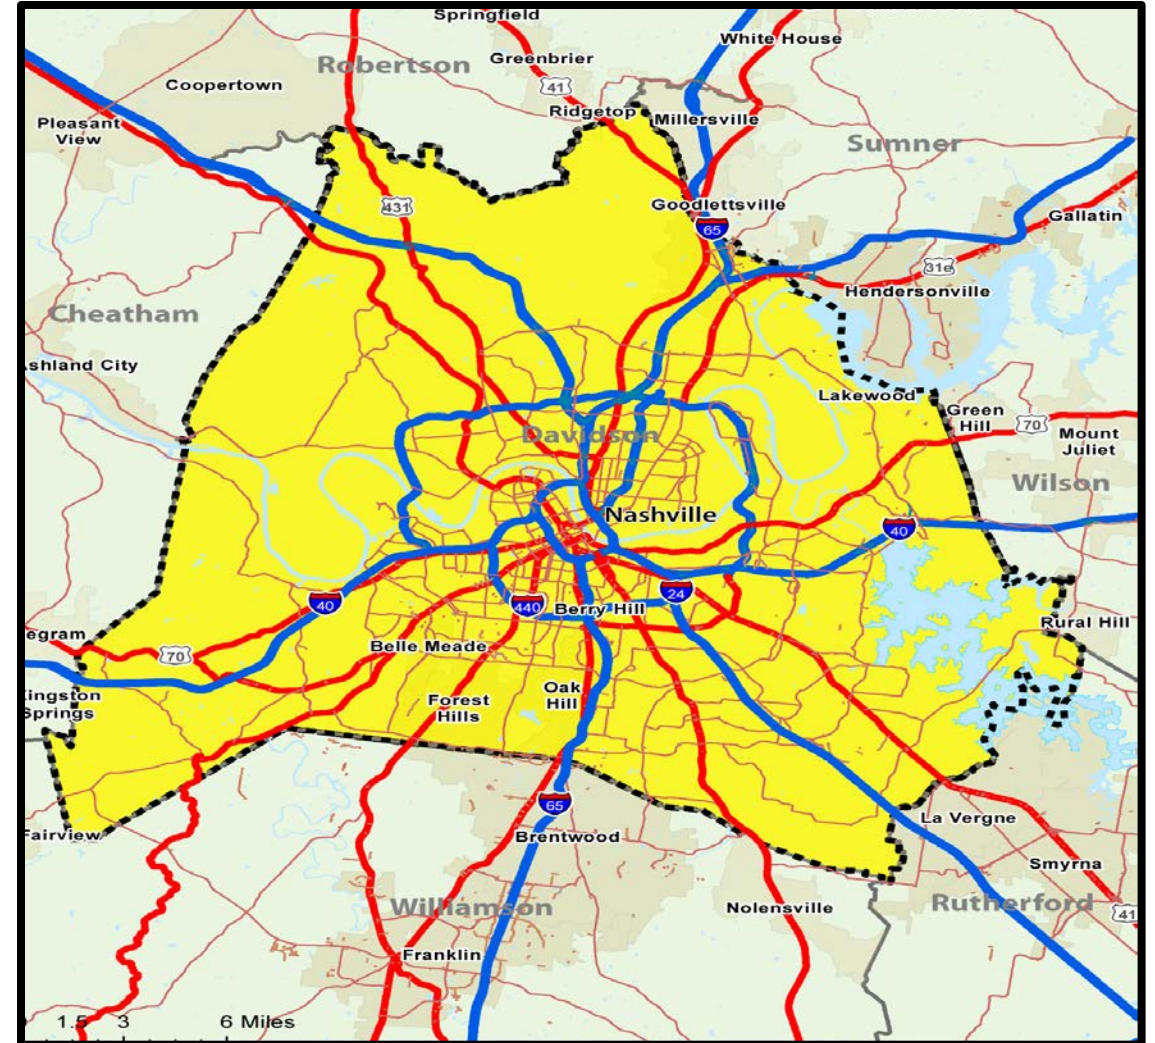 Springfield
White House
Greenbrier
Robertson
Coopertown
41
Ridgetop
Millersville
Pleasant
View
Sumner
431
Goodlettsville
65
Gallatin
31e
Hendersonville
Cheatham
Ashland City
Lakewood
Green
Hill
70
Mount
Juliet
Davidson
Wilson
Nashville
40
40
440
24
Berry Hill
Rural Hill
egram
70
Belle Meade
Kingston
Springs
Forest
Hills
Oak
Hill
65
Fairview
Brentwood
La Vergne
Smyrna
Williamson
Nolensville
Rutherford
41
Franklin
1.5 3 6 Miles